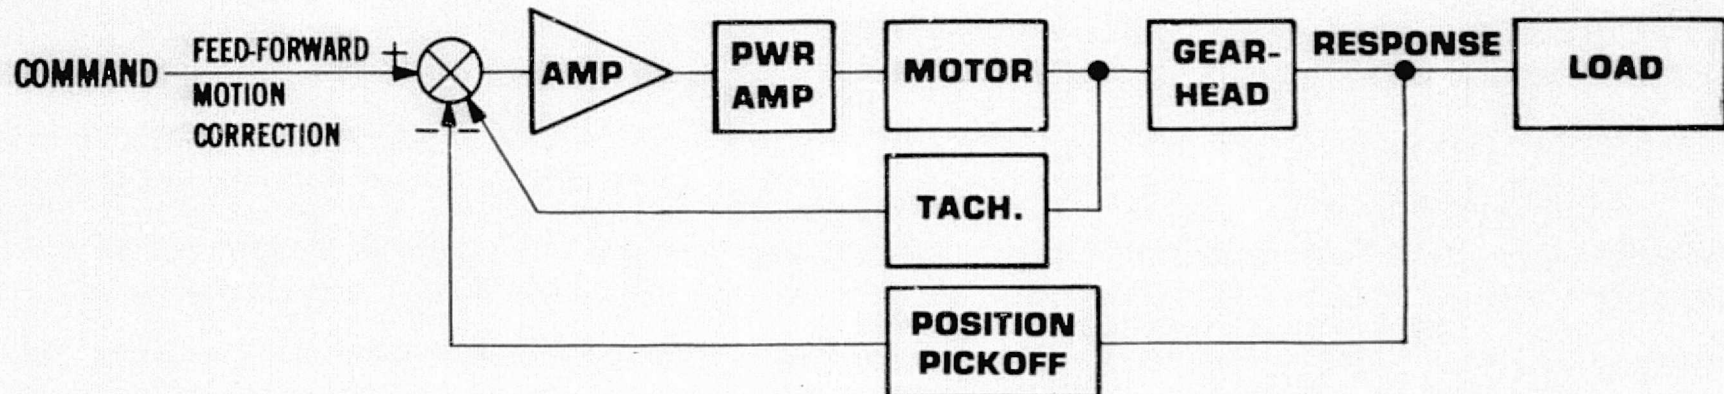 COMMAND
FEED-FORWARD +
MOTION
CORRECTION
- -
AMP
PWR
AMP
MOTOR
GEAR-
HEAD
RESPONSE
LOAD
TACH.
POSITION
PICKOFF